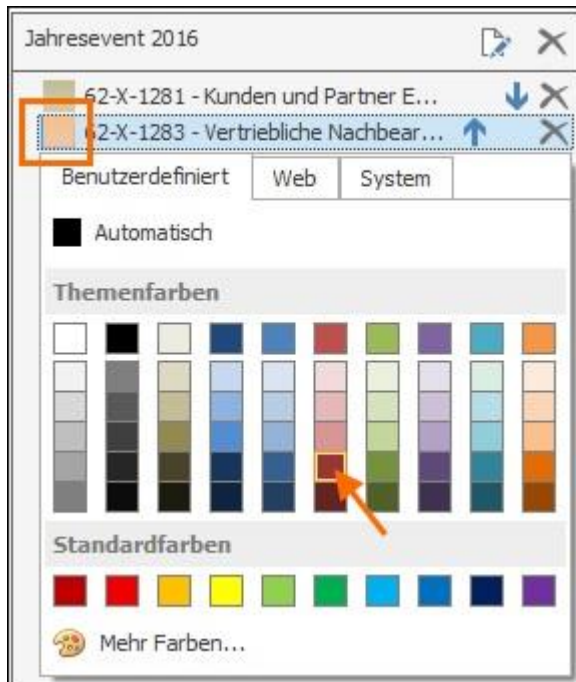 Jahresevent 2016
62-X-1281 - Kunden und Partner E...
62-X-1283 - Vertriebliche Nachbear...
Benutzerdefiniert Web System
Automatisch
Themenfarben
Standardfarben
Mehr Farben...